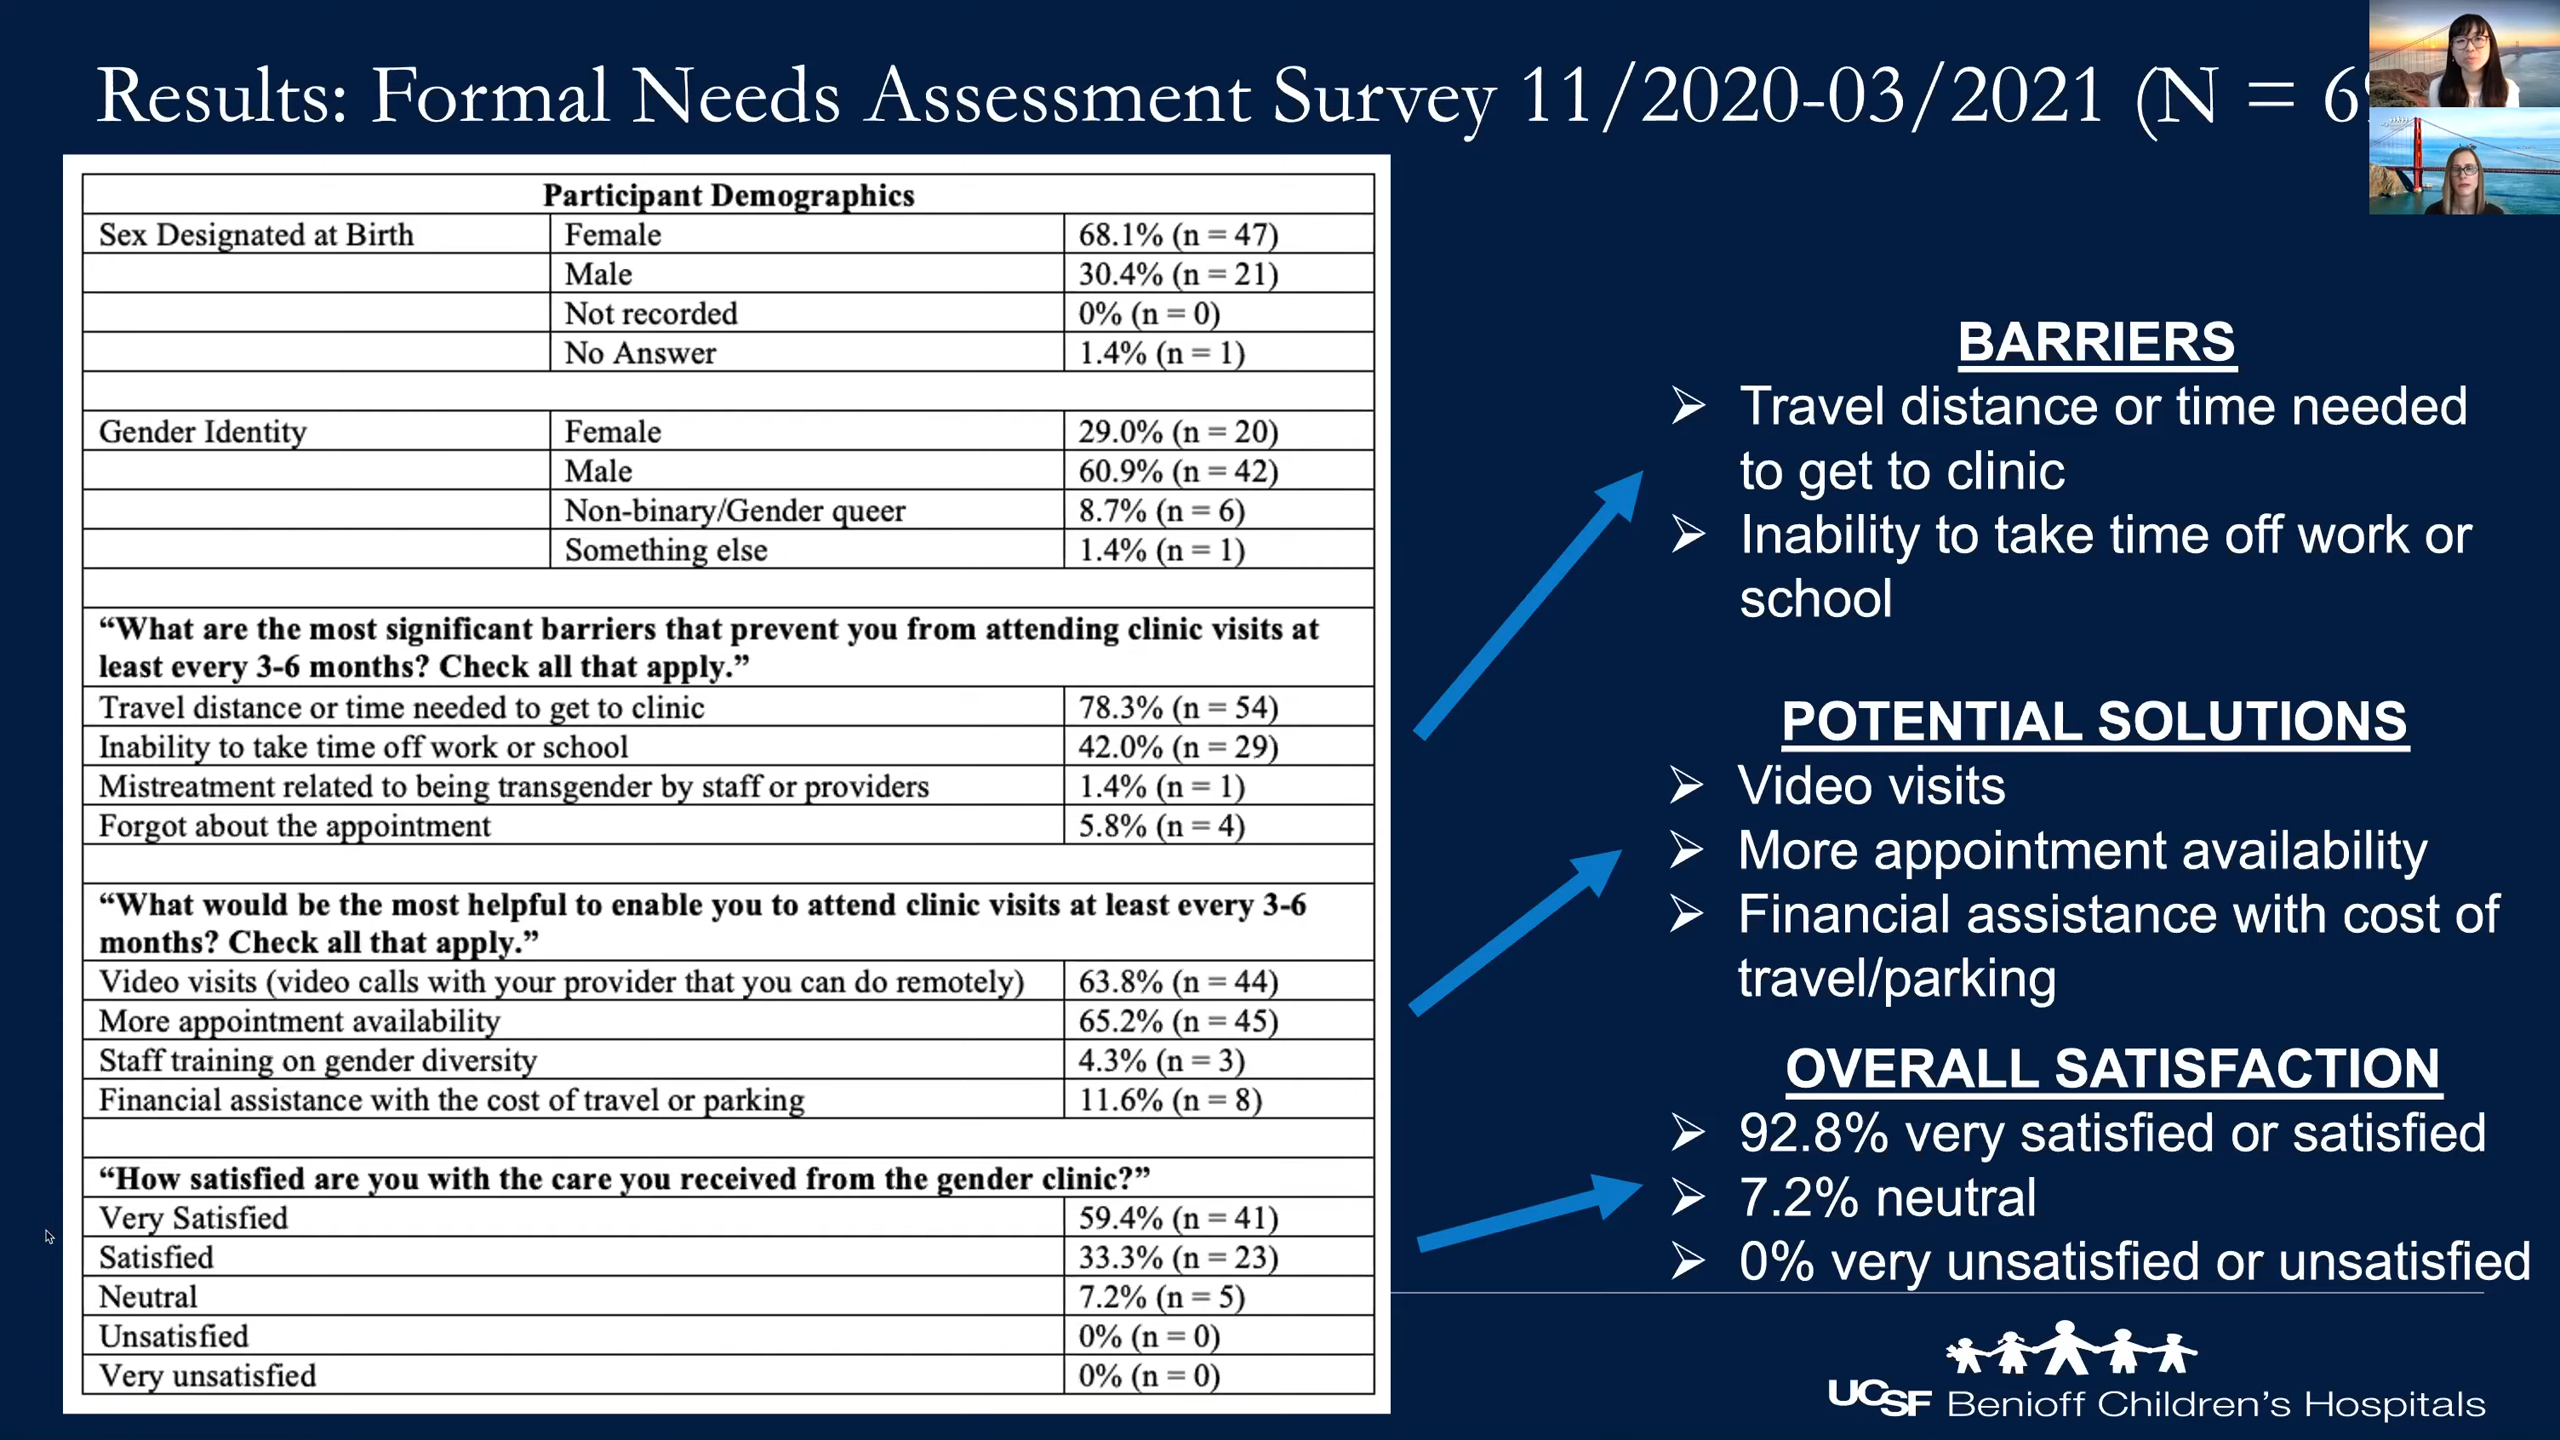 Results: Formal Needs Assessment Survey 11/2020-03/2021 (N = 6
Participant Demographics
Sex Designated at Birth Female 68.1% (n = 47)
Male 30.4% (n = 21)
Not recorded 0% (n = 0)
No Answer 1.4% (n = 1)
Gender Identity Female 29.0% (n = 20)
Male 60.9% (n = 42)
Non-binary/Gender queer 8.7% (n = 6)
Something else 1.4% (n = 1)
“What are the most significant barriers that prevent you from attending clinic visits at
least every 3-6 months? Check all that apply.”
Travel distance or time needed to get to clinic 78.3% (n = 54)
Inability to take time off work or school 42.0% (n = 29)
Mistreatment related to being transgender by staff or providers 1.4% (n = 1)
Forgot about the appointment 5.8% (n = 4)
“What would be the most helpful to enable you to attend clinic visits at least every 3-6
months? Check all that apply.”
Video visits (video calls with your provider that you can do remotely) 63.8% (n = 44)
More appointment availability 65.2% (n = 45)
Staff training on gender diversity 4.3% (n = 3)
Financial assistance with the cost of travel or parking 11.6% (n = 8)
“How satisfied are you with the care you received from the gender clinic?”
Very Satisfied 59.4% (n = 41)
Satisfied 33.3% (n = 23)
Neutral 7.2% (n = 5)
Unsatisfied 0% (n = 0)
Very unsatisfied 0% (n = 0)
BARRIERS
Travel distance or time needed
to get to clinic
Inability to take time off work or
school
POTENTIAL SOLUTIONS
Video visits
More appointment availability
Financial assistance with cost of
travel/parking
OVERALL SATISFACTION
92.8% very satisfied or satisfied
7.2% neutral
0% very unsatisfied or unsatisfied
UCSF Benioff Children's Hospitals